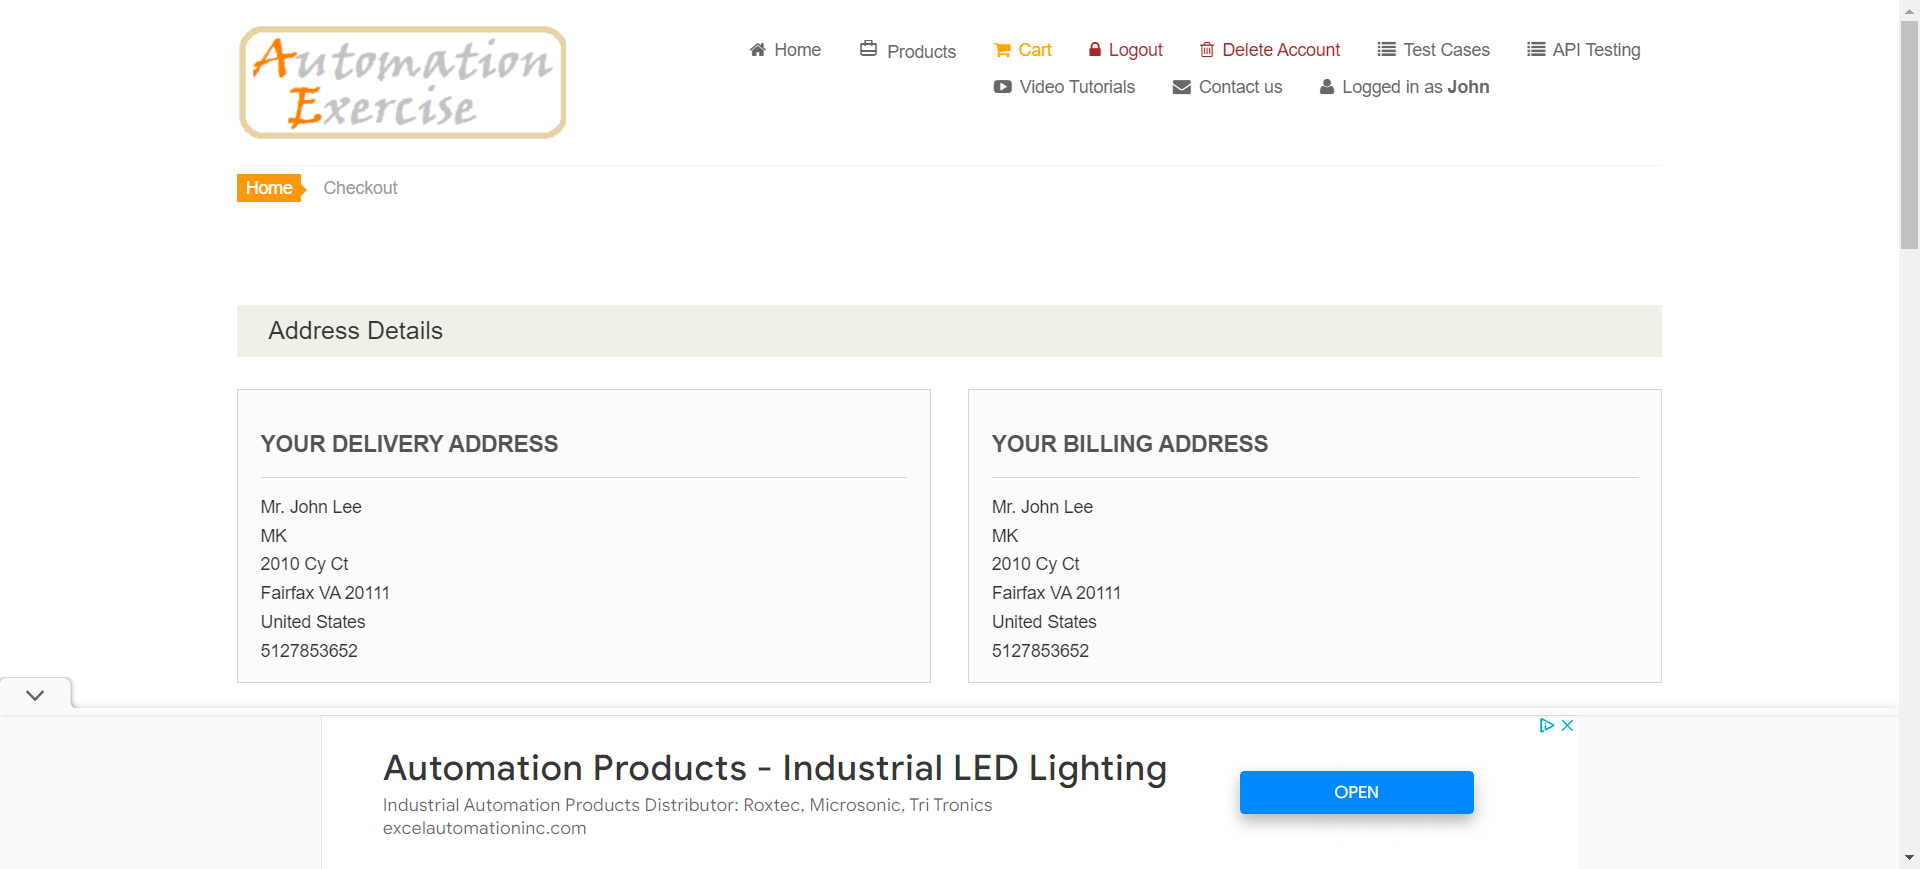 Automation
Exercise
Home
Products
Cart
Logout
Delete Account
Test Cases
API Testing
Video Tutorials
Contact us
Logged in as John
Home
Checkout
Address Details
YOUR DELIVERY ADDRESS
Mr. John Lee
MK
2010 Cy Ct
Fairfax VA 20111
United States
5127853652
YOUR BILLING ADDRESS
Mr. John Lee
MK
2010 Cy Ct
Fairfax VA 20111
United States
5127853652
Automation Products - Industrial LED Lighting
Industrial Automation Products Distributor: Roxtec, Microsonic, Tri Tronics
excelautomationinc.com
OPEN